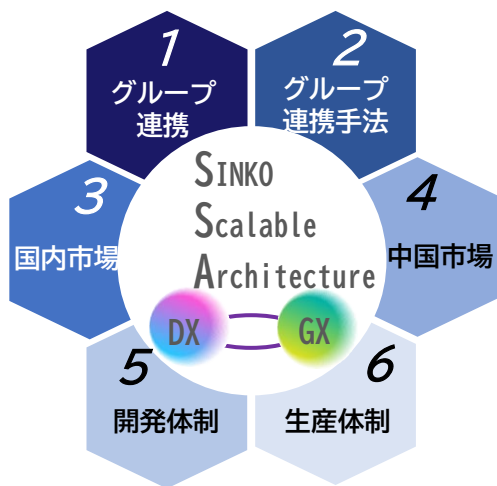 1
グループ
連携
2
グループ
連携手法
3
国内市場
SINKO
Scalable
Architecture
DX
GX
4
中国市場
5
開発体制
6
生産体制